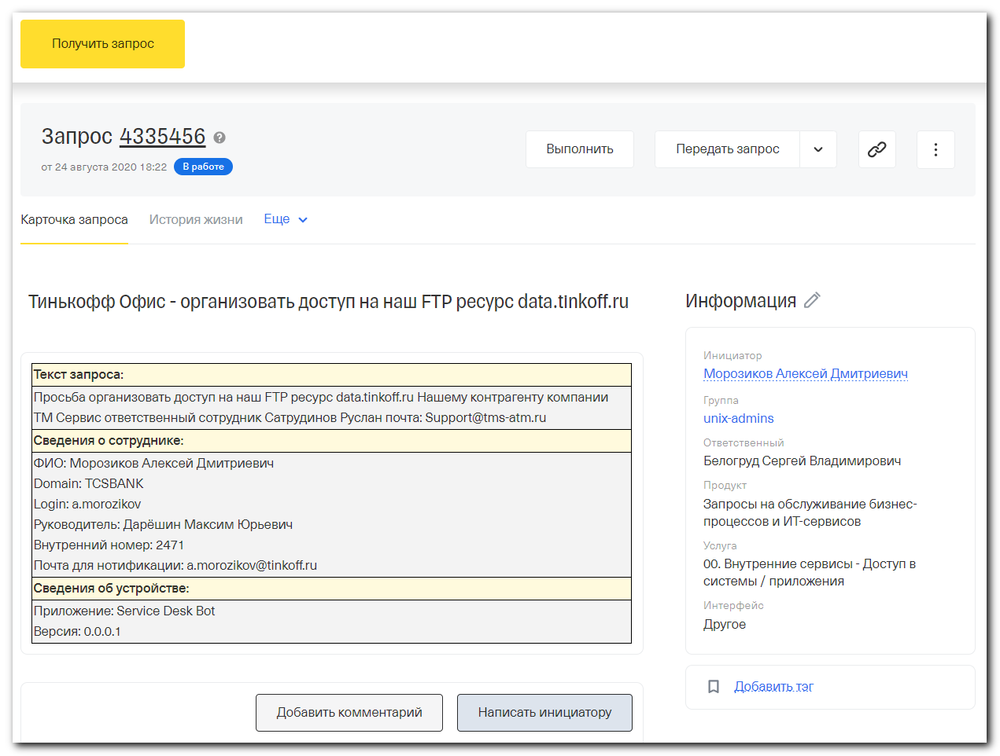 Получить запрос
Запрос 4335456 ?
от 24 августа 2020 18:22 В работе
Выполнить
Передать запрос
Карточка запроса
История жизни
Еще
Тинькофф Офис - организовать доступ на наш FTP ресурс data.tinkoff.ru
Текст запроса:
Просьба организовать доступ на наш FTP ресурс data.tinkoff.ru Нашему контрагенту компании
ТМ Сервис ответственный сотрудник Сатрудинов Руслан почта: Support@tms-atm.ru
Сведения о сотруднике:
ФИО: Морозиков Алексей Дмитриевич
Domain: TCSBANK
Login: a.morozikov
Руководитель: Дарёшин Максим Юрьевич
Внутренний номер: 2471
Почта для нотификации: a.morozikov@tinkoff.ru
Сведения об устройстве:
Приложение: Service Desk Bot
Версия: 0.0.0.1
Добавить комментарий
Написать инициатору
Информация
Инициатор
Морозиков Алексей Дмитриевич
Группа
unix-admins
Ответственный
Белогруд Сергей Владимирович
Продукт
Запросы на обслуживание бизнес-
процессов и ИТ-сервисов
Услуга
00. Внутренние сервисы - Доступ в
системы / приложения
Интерфейс
Другое
Добавить тэг